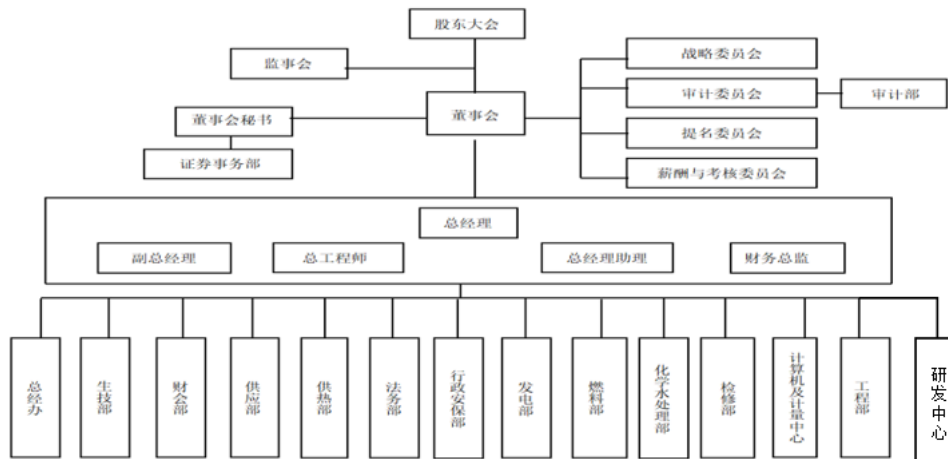 股东大会
监事会
战略委员会
审计委员会
审计部
董事会
董事会秘书
提名委员会
证券事务部
薪酬与考核委员会
总经理
副总经理
总工程师
总经理助理
财务总监
总经办
生技部
财会部
供应部
供热部
法务部
行政安保部
发电部
燃料部
化学水处理部
检修部
计算机及计量中心
工程部
研发中心